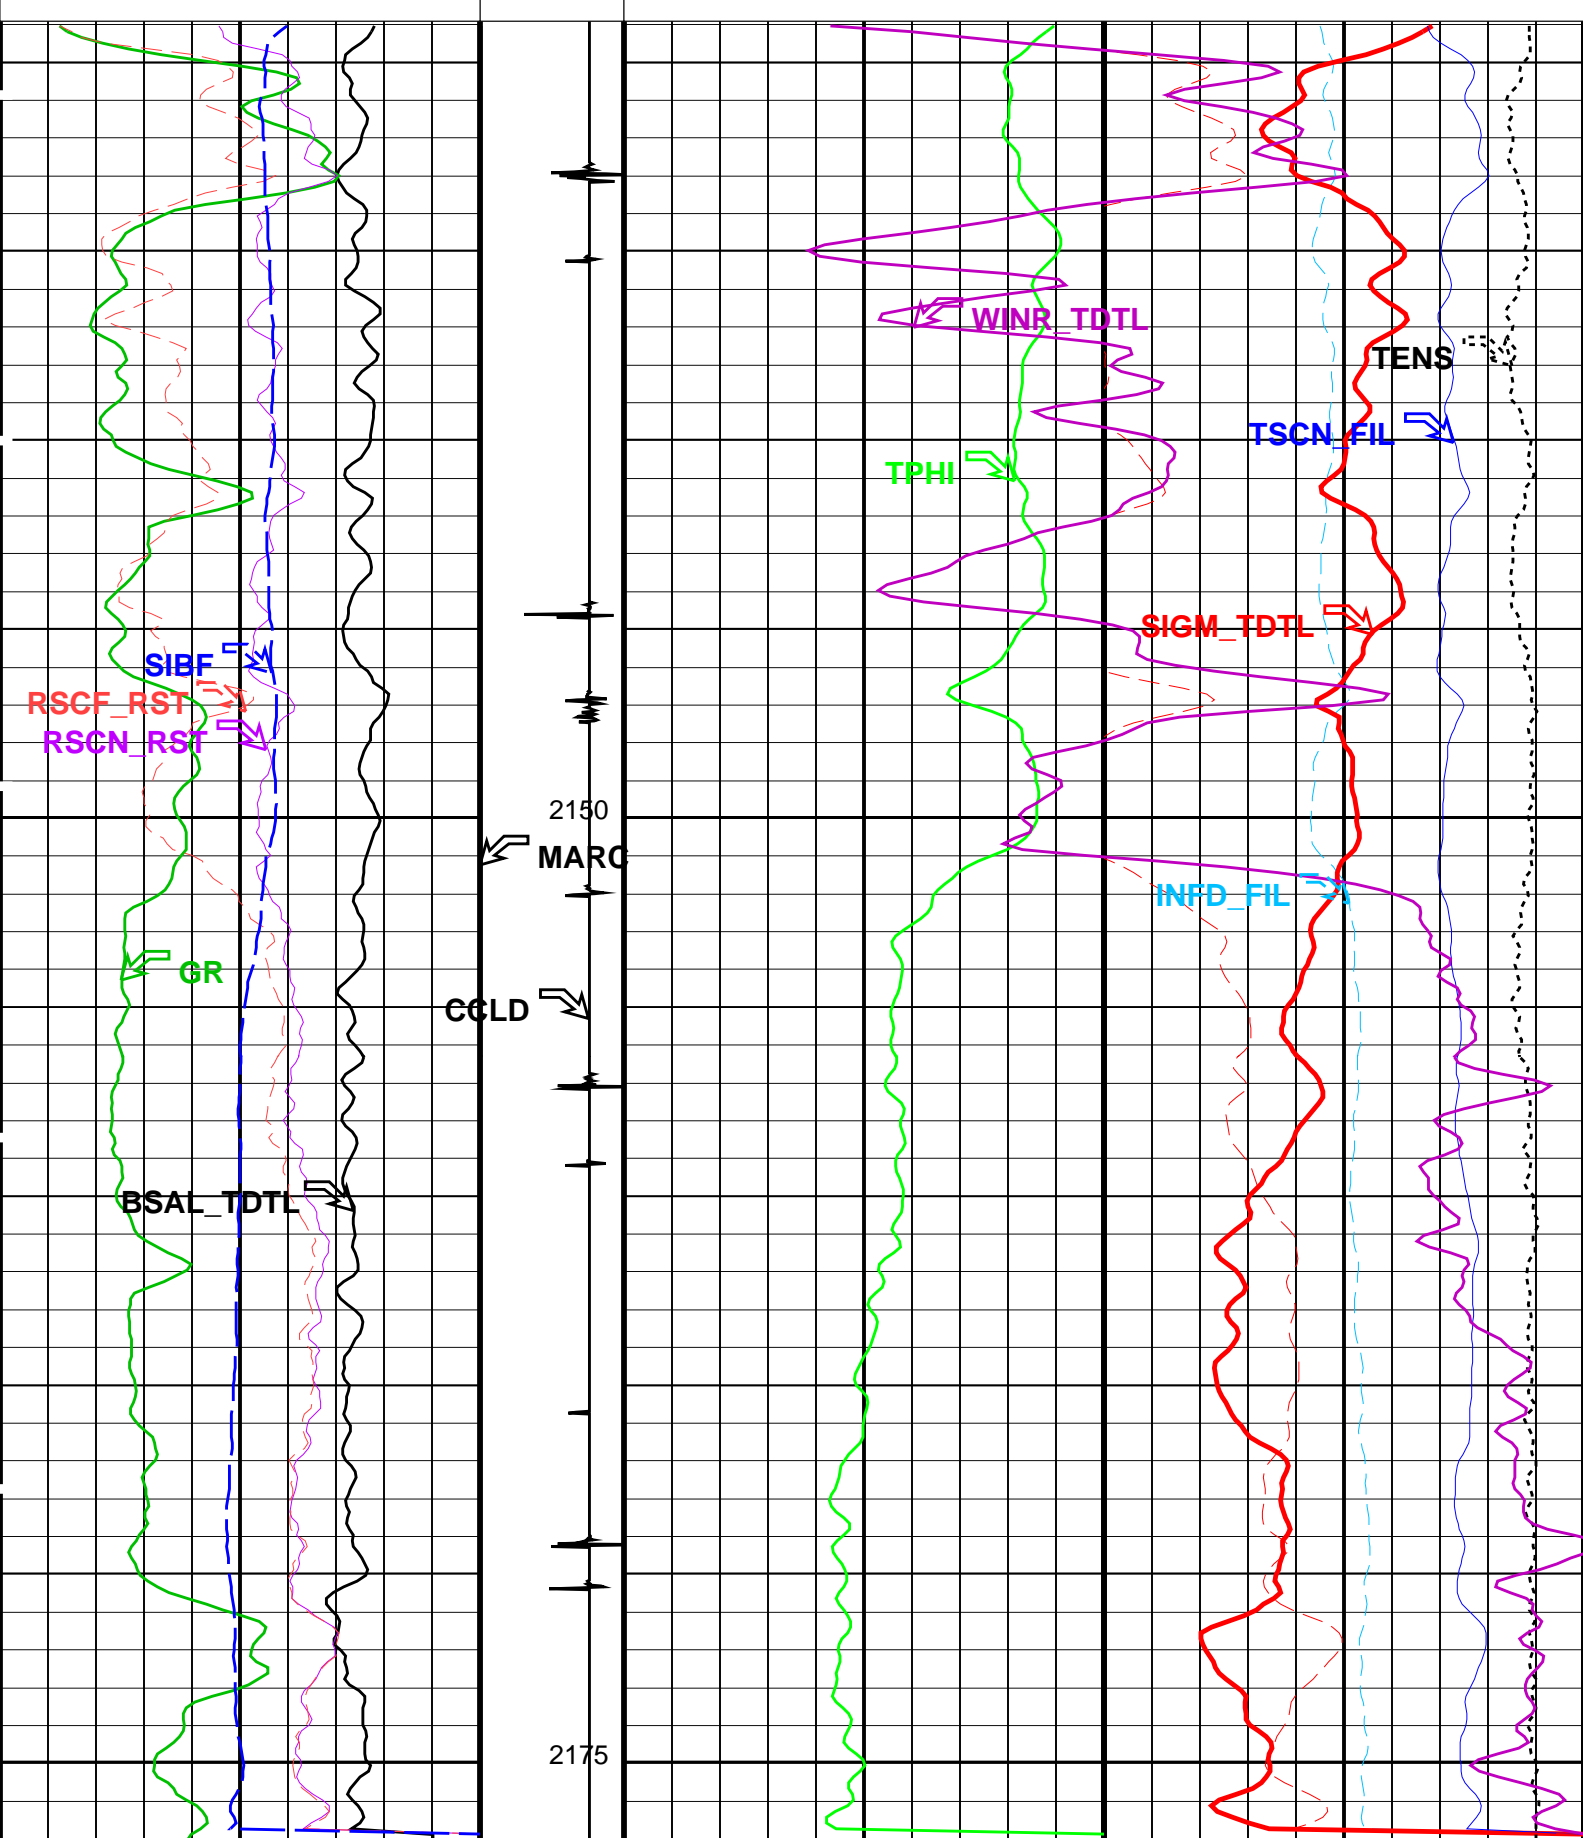 WINR_TDTL
TENS
TSCN_FIL
TPHI
SIGM_TDTL
SIBF
RSCF_RST
RSCN_RST
2150
MARC
INFD_FIL
GR
CCLD
BSAL_TDTL
2175